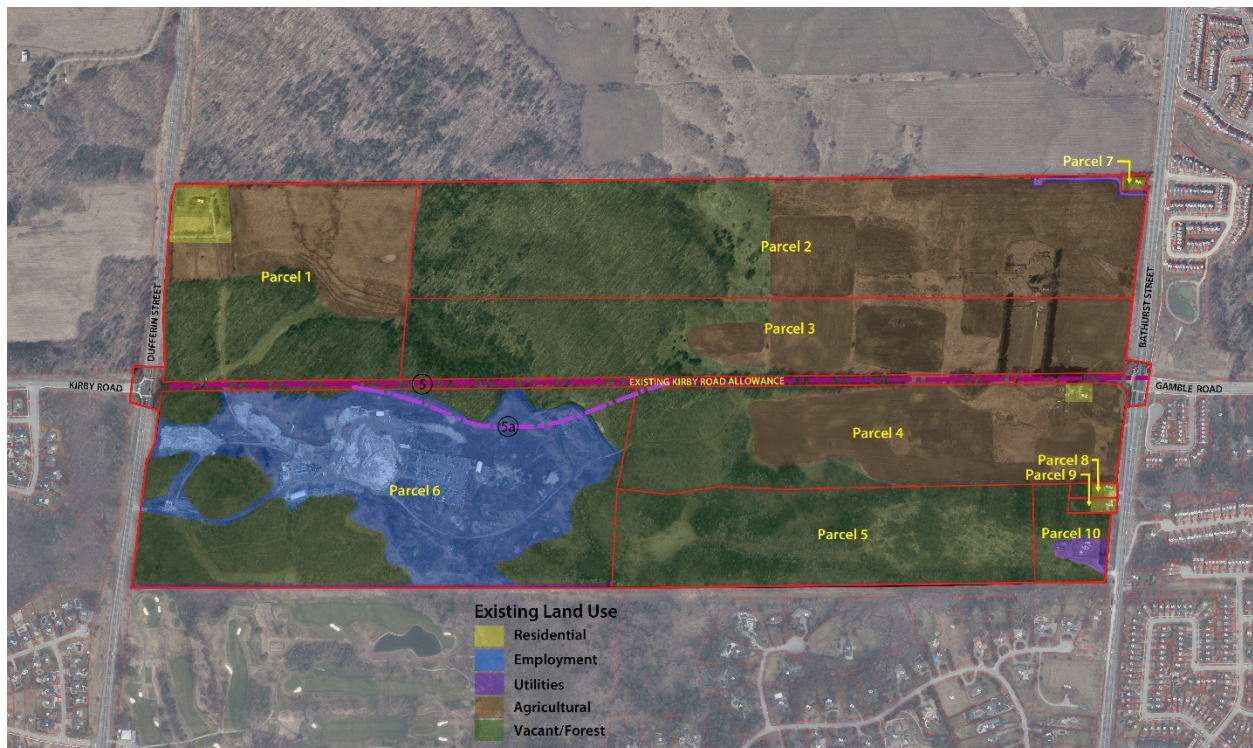 Parcel 7
Parcel 2
Parcel 1
BATHURST STREET
DUFFERIN STREET
Parcel 3
KIRBY ROAD
5
EXISTING KIRBY ROAD ALLOWANCE
GAMBLE ROAD
5a
Parcel 4
Parcel 8
Parcel 9
Parcel 6
Parcel 5
Parcel 10
Existing Land Use
Residential
Employment
Utilities
Agricultural
Vacant/Forest